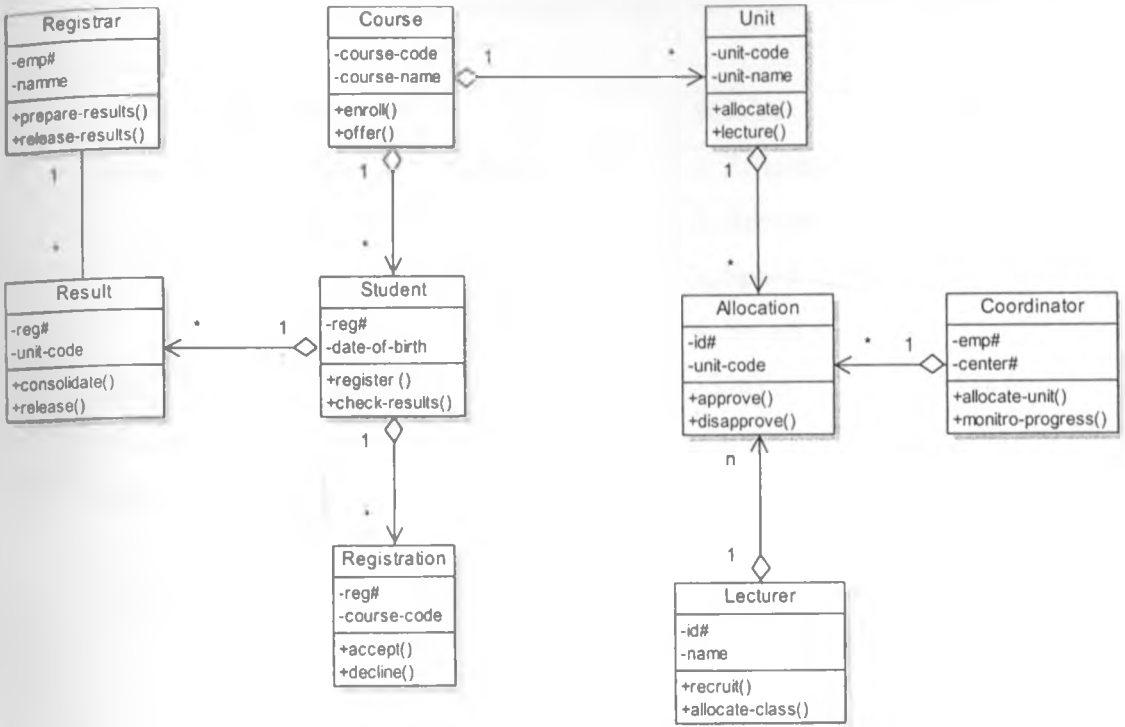 Registrar
-emp#
-namme
+prepare-results()
+release-results()
Course
-course-code
-course-name
+enroll()
+offer()
1
*
Unit
-unit-code
-unit-name
+allocate()
+lecture()
1
*
1
*
1
*
Result
-reg#
-unit-code
+consolidate()
+release()
*
1
Student
-reg#
-date-of-birth
+register ()
+check-results()
Allocation
-id#
-unit-code
+approve()
+disapprove()
*
1
Coordinator
-emp#
-center#
+allocate-unit()
+monitro-progress()
1
*
n
1
Registration
-reg#
-course-code
+accept()
+decline()
Lecturer
-id#
-name
+recruit()
+allocate-class()